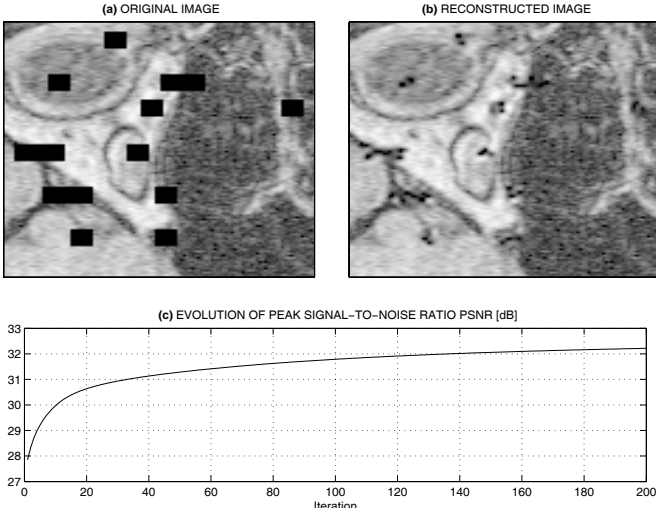 (a) ORIGINAL IMAGE
(b) RECONSTRUCTED IMAGE
(c) EVOLUTION OF PEAK SIGNAL−TO−NOISE RATIO PSNR [dB]
33
32
31
30
29
28
27
0 20 40 60 80 100 120 140 160 180 200
Iteration